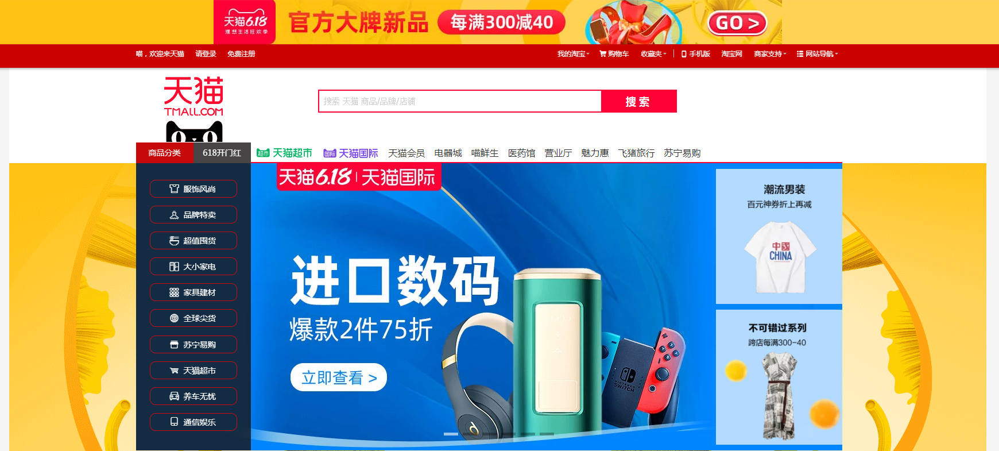 天猫6.18
理想生活狂欢季
官方大牌新品
每满300减40
GO >
喵，欢迎来天猫 请登录 免费注册
我的淘宝 购物车 收藏夹 手机版 淘宝网 商家支持 网站导航
天猫
TMALL.COM
搜索 天猫 商品/品牌/店铺
搜索
商品分类 618开门红 超市 天猫超市 国际 天猫国际 天猫会员 电器城 喵鲜生 医药馆 营业厅 魅力惠 飞猪旅行 苏宁易购
服饰风尚
品牌特卖
超值囤货
大小家电
家具建材
全球尖货
苏宁易购
天猫超市
养车无忧
通信娱乐
天猫6.18 | 天猫国际
进口数码
爆款2件75折
立即查看 >
b
NINTENDO
SWITCH
潮流男装
百元神券折上再减
中國
CHINA
不可错过系列
跨店每满300-40